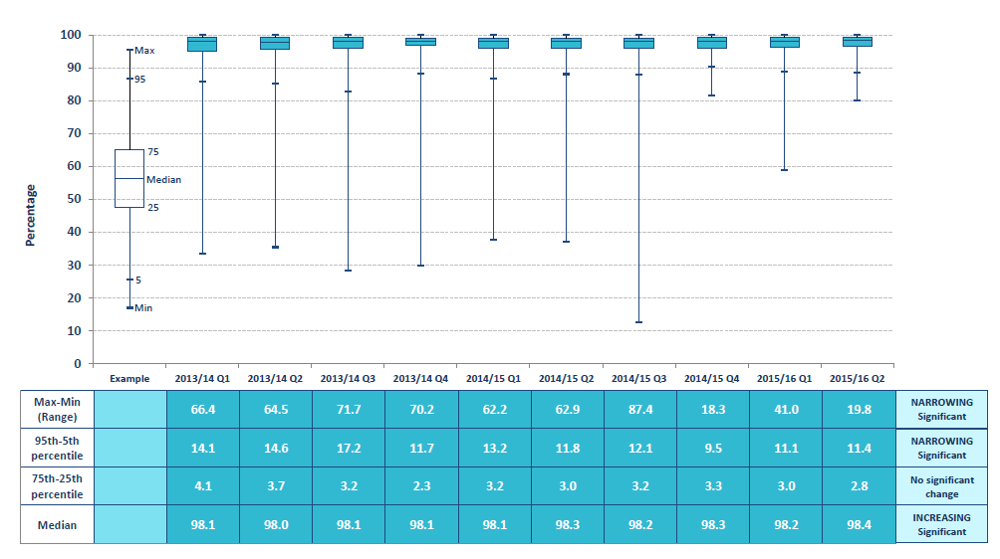 100
90
80
70
60
50
40
30
20
10
0
Percentage
Max
95
75
Median
25
5
Min
Example 2013/14 Q1 2013/14 Q2 2013/14 Q3 2013/14 Q4 2014/15 Q1 2014/15 Q2 2014/15 Q3 2014/15 Q4 2015/16 Q1 2015/16 Q2
Max-Min
(Range)
66.4 64.5 71.7 70.2 62.2 62.9 87.4 18.3 41.0 19.8
NARROWING
Significant
95th-5th
percentile
14.1 14.6 17.2 11.7 13.2 11.8 12.1 9.5 11.1 11.4
NARROWING
Significant
75th-25th
percentile
4.1 3.7 3.2 2.3 3.2 3.0 3.2 3.3 3.0 2.8
No significant
change
Median
98.1 98.0 98.1 98.1 98.1 98.3 98.2 98.3 98.2 98.4
INCREASING
Significant